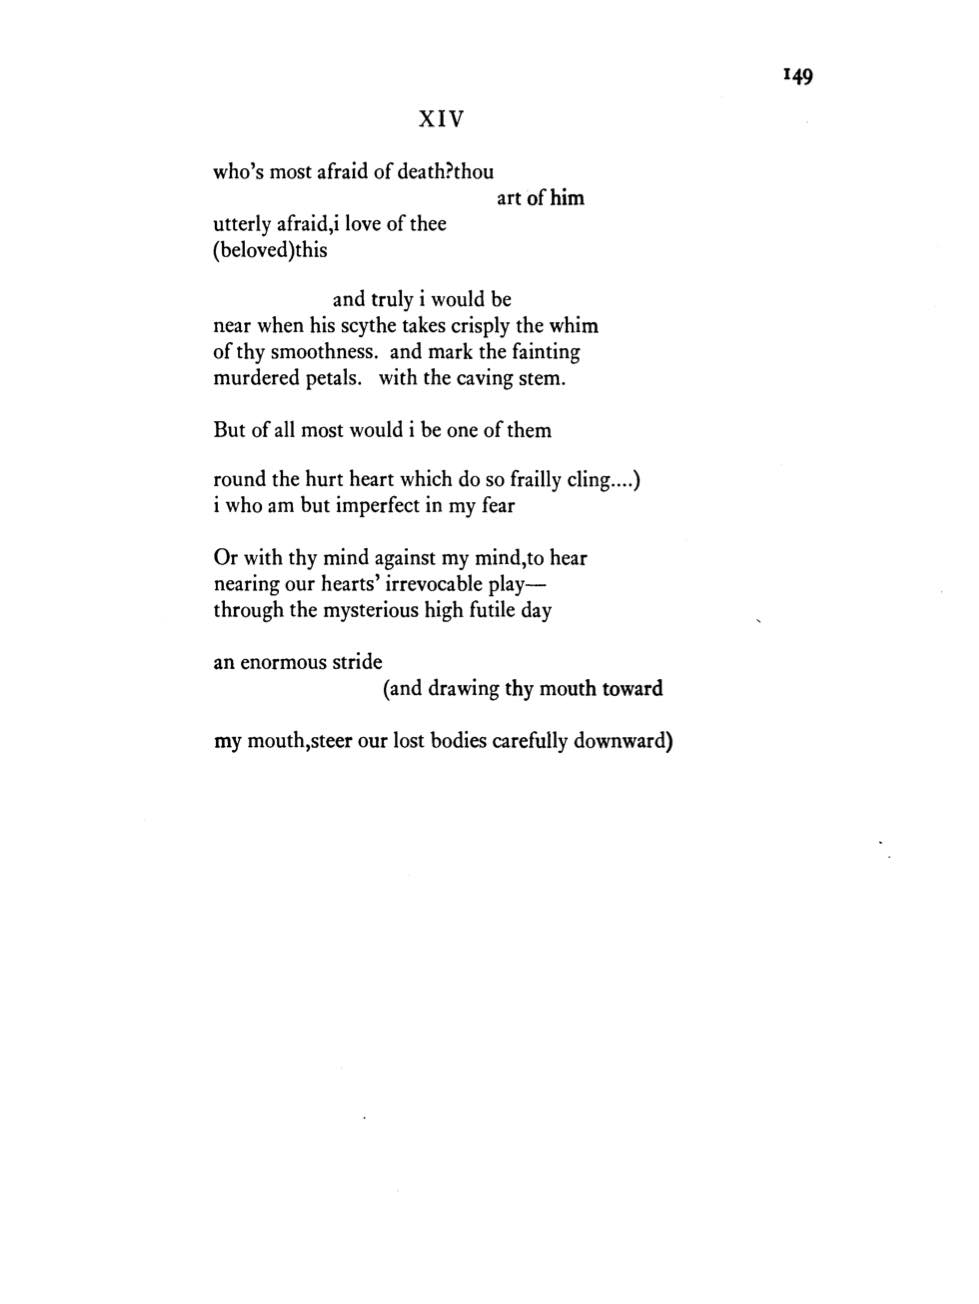 149
XIV
who's most afraid of death?thou
art of him
utterly afraid,i love of thee
(beloved)this
and truly i would be
near when his scythe takes crisply the whim
of thy smoothness. and mark the fainting
murdered petals. with the caving stem.
But of all most would i be one of them
round the hurt heart which do so frailly cling....)
i who am but imperfect in my fear
Or with thy mind against my mind,to hear
nearing our hearts' irrevocable play—
through the mysterious high futile day
an enormous stride
(and drawing thy mouth toward
my mouth,steer our lost bodies carefully downward)